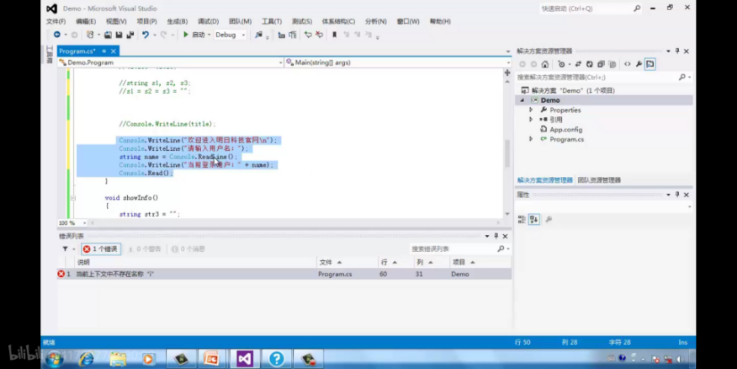 Demo - Microsoft Visual Studio
快速启动 (Ctrl+Q)
文件(F) 编辑(E) 视图(V) 项目(P) 生成(B) 调试(D) 团队(M) 工具(T) 测试(S) 体系结构(C) 分析(N) 窗口(W) 帮助(H)
启动 Debug
Program.cs*
Demo.Program
Main(string[] args)
//string s1, s2, s3;
//s1 = s2 = s3 = "";
//Console.WriteLine(title);
Console.WriteLine("欢迎进入明日科技官网\n");
Console.WriteLine("请输入用户名：");
string name = Console.ReadLine();
Console.WriteLine("当前登录用户：" + name);
Console.Read();
}
void showInfo()
{
string str3 = "";
100 %
错误列表
1 个错误
0 个警告
0 个消息
搜索错误列表
说明 文件 行 列 项目
1 当前上下文中不存在名称"i" Program.cs 60 31 Demo
解决方案资源管理器
搜索解决方案资源管理器(Ctrl+;)
解决方案"Demo" (1 个项目)
Demo
Properties
引用
App.config
Program.cs
解决方案资源管理器 团队资源管理器
属性
就绪
行 50 列 28 字符 28 Ins
bilibili